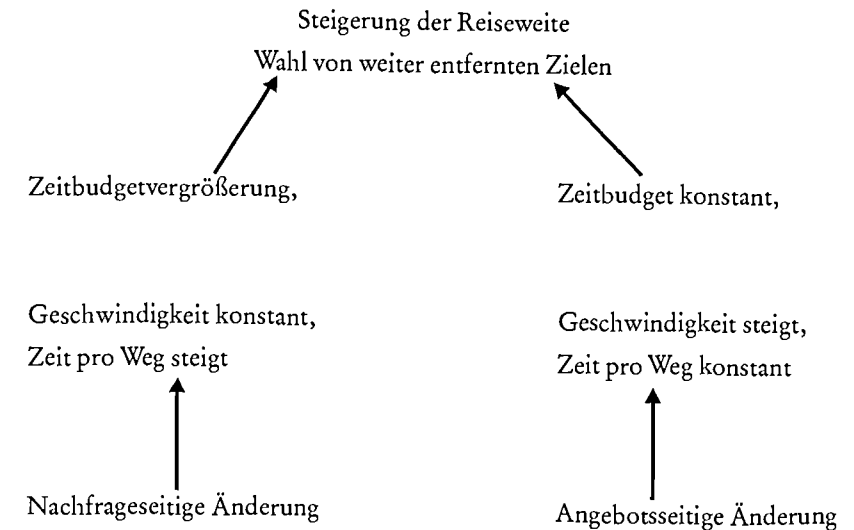 Steigerung der Reiseweite
Wahl von weiter entfernten Zielen
Zeitbudgetvergrößerung,
Zeitbudget konstant,
Geschwindigkeit konstant,
Zeit pro Weg steigt
Geschwindigkeit steigt,
Zeit pro Weg konstant
Nachfrageseitige Änderung
Angebotsseitige Änderung